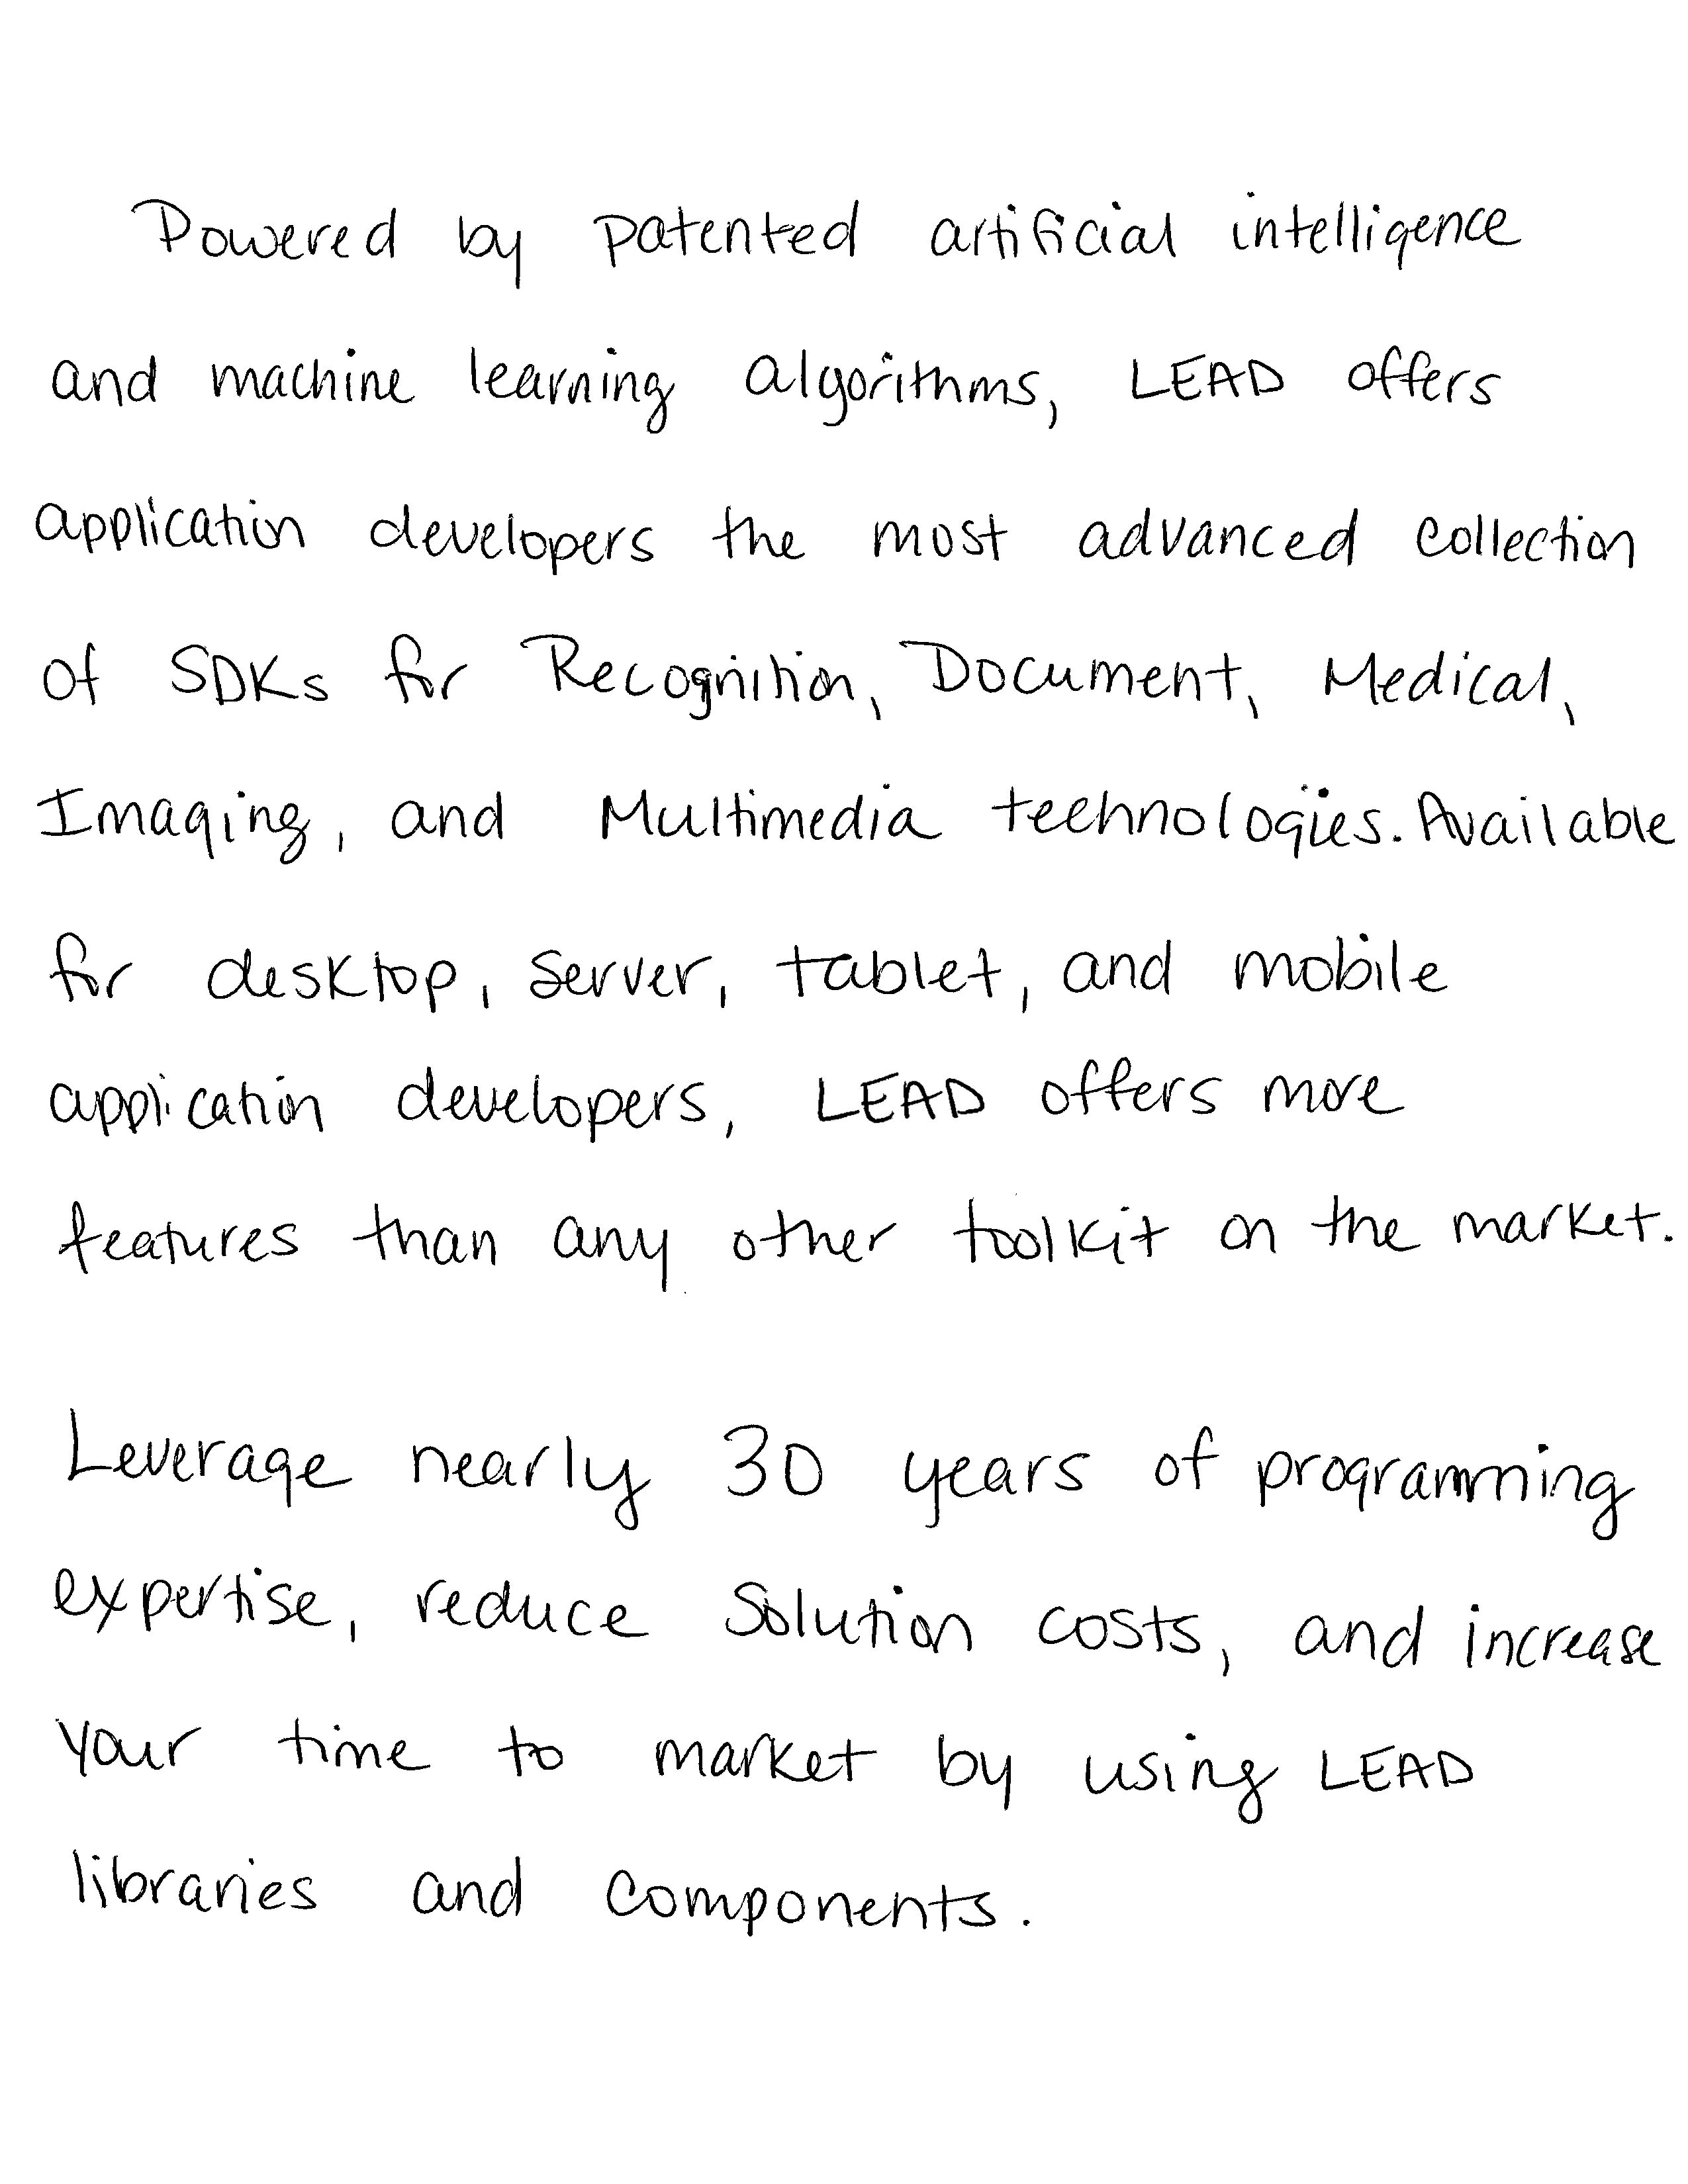 Powered by patented artificial intelligence
and machine learning algorithms, LEAD offers
application developers the most advanced collection
of SDKs for Recognition, Document, Medical,
Imaging, and Multimedia technologies. Available
for desktop, server, tablet, and mobile
application developers, LEAD offers more
features than any other toolkit on the market.
Leverage nearly 30 years of programming
expertise, reduce solution costs, and increase
your time to market by using LEAD
libraries and components.